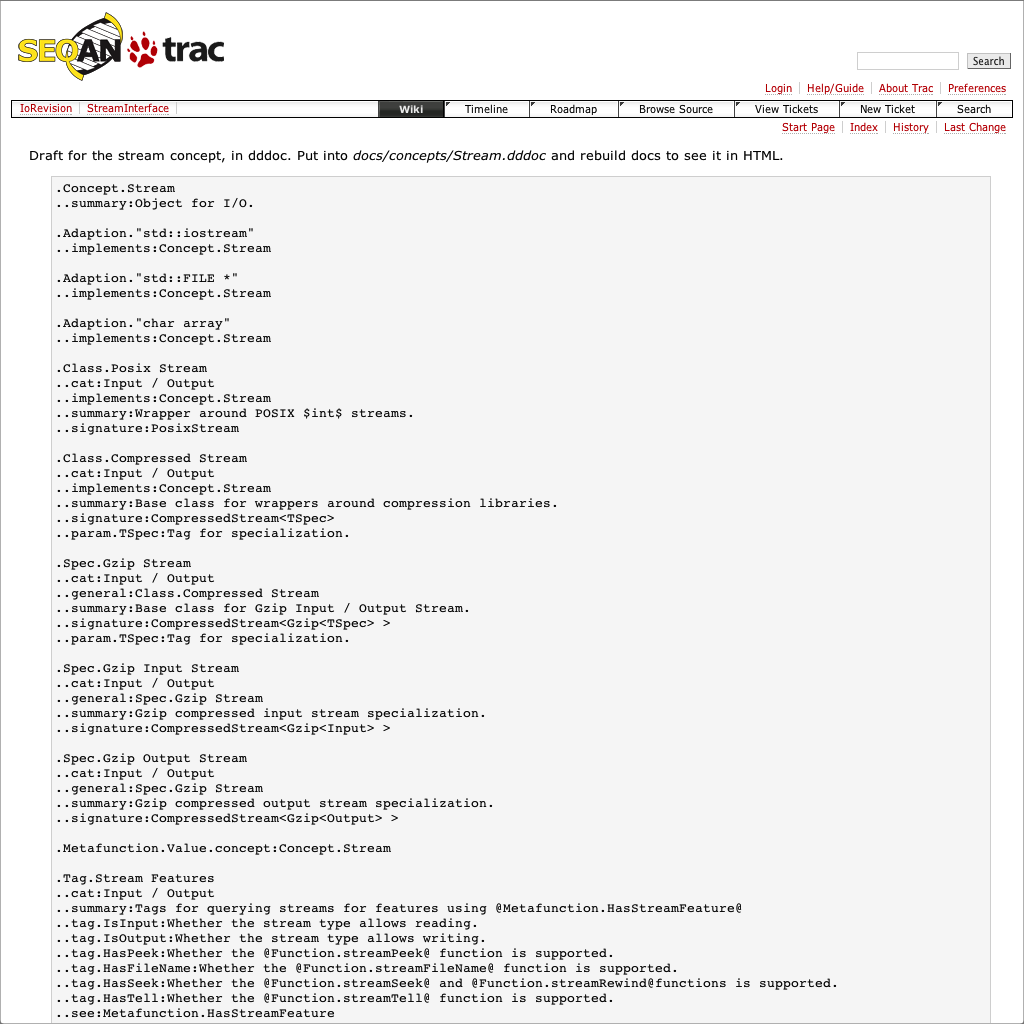 SEQAN trac
Search
Login Help/Guide About Trac Preferences
IoRevision StreamInterface Wiki Timeline Roadmap Browse Source View Tickets New Ticket Search
Start Page Index History Last Change
Draft for the stream concept, in dddoc. Put into docs/concepts/Stream.dddoc and rebuild docs to see it in HTML.
.Concept.Stream
..summary:Object for I/O.
.Adaption."std::iostream"
..implements:Concept.Stream
.Adaption."std::FILE *"
..implements:Concept.Stream
.Adaption."char array"
..implements:Concept.Stream
.Class.Posix Stream
..cat:Input / Output
..implements:Concept.Stream
..summary:Wrapper around POSIX $int$ streams.
..signature:PosixStream
.Class.Compressed Stream
..cat:Input / Output
..implements:Concept.Stream
..summary:Base class for wrappers around compression libraries.
..signature:CompressedStream<TSpec>
..param.TSpec:Tag for specialization.
.Spec.Gzip Stream
..cat:Input / Output
..general:Class.Compressed Stream
..summary:Base class for Gzip Input / Output Stream.
..signature:CompressedStream<Gzip<TSpec> >
..param.TSpec:Tag for specialization.
.Spec.Gzip Input Stream
..cat:Input / Output
..general:Spec.Gzip Stream
..summary:Gzip compressed input stream specialization.
..signature:CompressedStream<Gzip<Input> >
.Spec.Gzip Output Stream
..cat:Input / Output
..general:Spec.Gzip Stream
..summary:Gzip compressed output stream specialization.
..signature:CompressedStream<Gzip<Output> >
.Metafunction.Value.concept:Concept.Stream
.Tag.Stream Features
..cat:Input / Output
..summary:Tags for querying streams for features using @Metafunction.HasStreamFeature@
..tag.IsInput:Whether the stream type allows reading.
..tag.IsOutput:Whether the stream type allows writing.
..tag.HasPeek:Whether the @Function.streamPeek@ function is supported.
..tag.HasFileName:Whether the @Function.streamFileName@ function is supported.
..tag.HasSeek:Whether the @Function.streamSeek@ and @Function.streamRewind@functions is supported.
..tag.HasTell:Whether the @Function.streamTell@ function is supported.
..see:Metafunction.HasStreamFeature